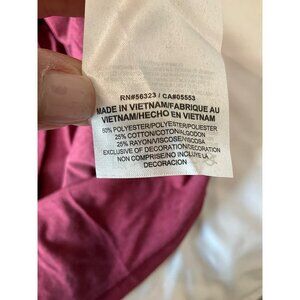 RN#56323 / CA#05553
MADE IN VIETNAM/FABRIQUE AU
VIETNAM/HECHO EN VIETNAM
50% POLYESTER/POLYESTER/POLIESTER
25% COTTON/COTON/ALGODON
25% RAYON/VISCOSE/VISCOSA
EXCLUSIVE OF DECORATION/DECORATION
NON COMPRISE/NO INCLUYE LA
DECORACION